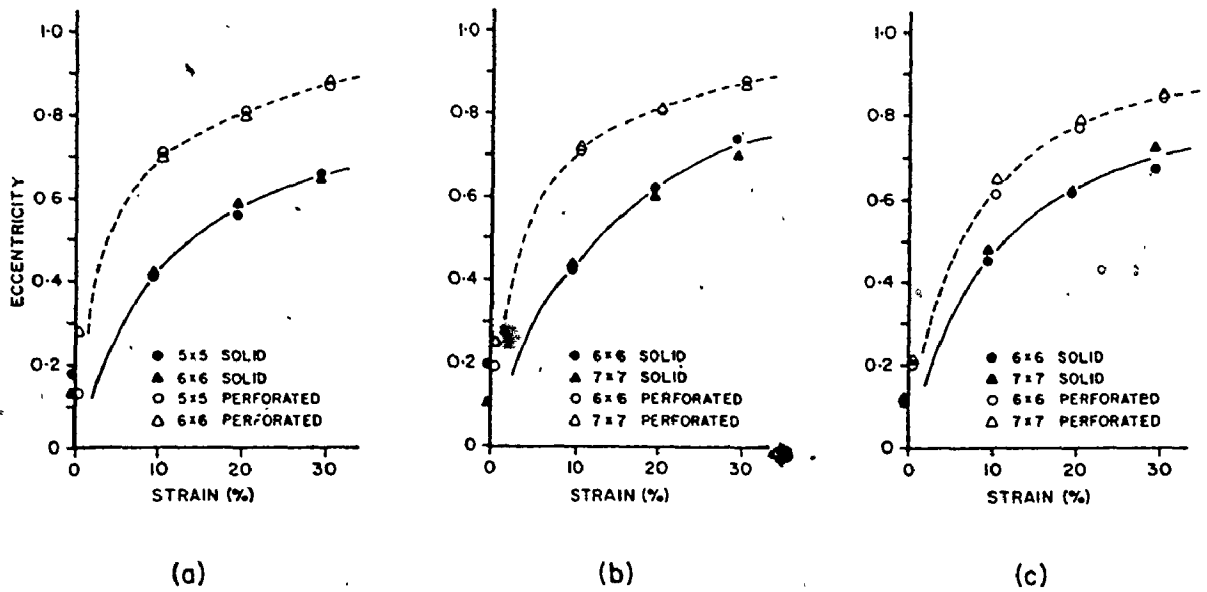 1·0
0·8
0·6
0·4
0·2
0
ECCENTRICITY
● 5×5 SOLID
▲ 6×6 SOLID
○ 5×5 PERFORATED
△ 6×6 PERFORATED
0 10 20 30
STRAIN (%)
(a)
1·0
0·8
0·6
0·4
0·2
0
● 6×6 SOLID
▲ 7×7 SOLID
○ 6×6 PERFORATED
△ 7×7 PERFORATED
0 10 20 30
STRAIN (%)
(b)
1·0
0·8
0·6
0·4
0·2
0
● 6×6 SOLID
▲ 7×7 SOLID
○ 6×6 PERFORATED
△ 7×7 PERFORATED
0 10 20 30
STRAIN (%)
(c)